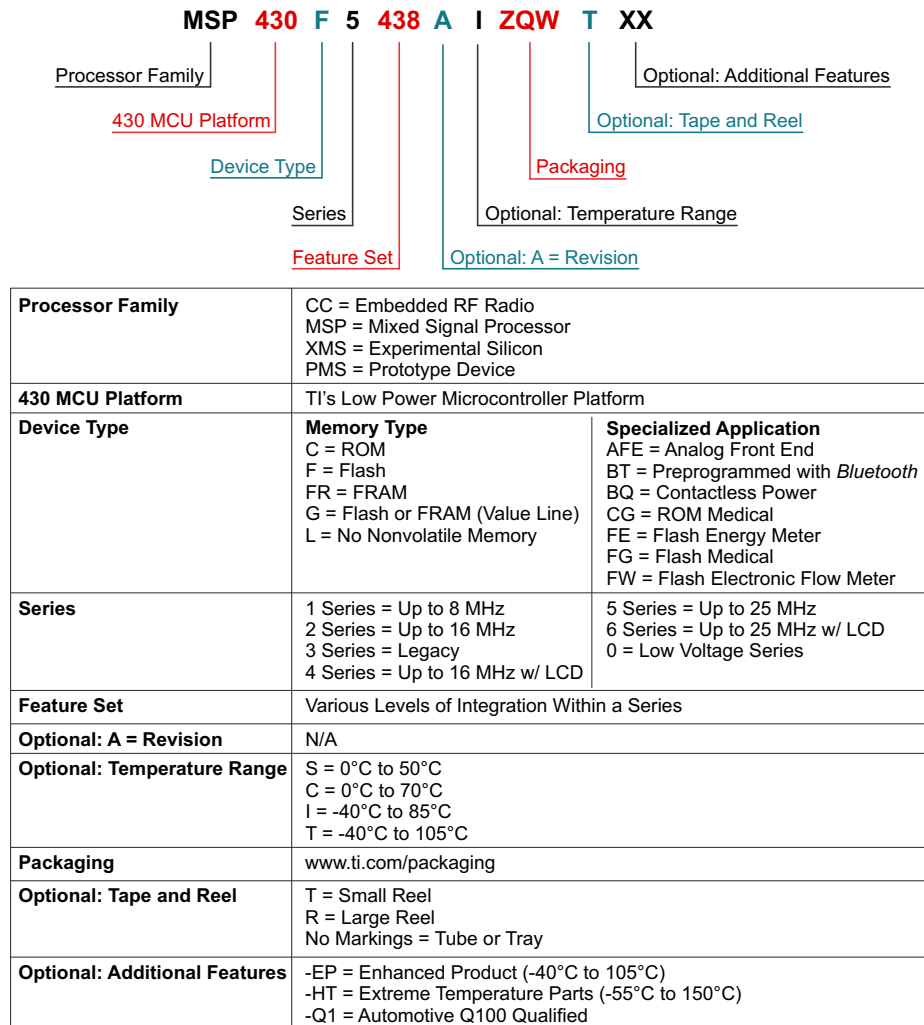 MSP 430 F 5 438 A I ZQW T XX
Processor Family
Optional: Additional Features
430 MCU Platform
Optional: Tape and Reel
Device Type
Packaging
Series
Optional: Temperature Range
Feature Set
Optional: A = Revision
Processor Family
CC = Embedded RF Radio
MSP = Mixed Signal Processor
XMS = Experimental Silicon
PMS = Prototype Device
430 MCU Platform
TI's Low Power Microcontroller Platform
Device Type
Memory Type
C = ROM
F = Flash
FR = FRAM
G = Flash or FRAM (Value Line)
L = No Nonvolatile Memory
Specialized Application
AFE = Analog Front End
BT = Preprogrammed with Bluetooth
BQ = Contactless Power
CG = ROM Medical
FE = Flash Energy Meter
FG = Flash Medical
FW = Flash Electronic Flow Meter
Series
1 Series = Up to 8 MHz
2 Series = Up to 16 MHz
3 Series = Legacy
4 Series = Up to 16 MHz w/ LCD
5 Series = Up to 25 MHz
6 Series = Up to 25 MHz w/ LCD
0 = Low Voltage Series
Feature Set
Various Levels of Integration Within a Series
Optional: A = Revision
N/A
Optional: Temperature Range
S = 0°C to 50°C
C = 0°C to 70°C
I = -40°C to 85°C
T = -40°C to 105°C
Packaging
www.ti.com/packaging
Optional: Tape and Reel
T = Small Reel
R = Large Reel
No Markings = Tube or Tray
Optional: Additional Features
-EP = Enhanced Product (-40°C to 105°C)
-HT = Extreme Temperature Parts (-55°C to 150°C)
-Q1 = Automotive Q100 Qualified